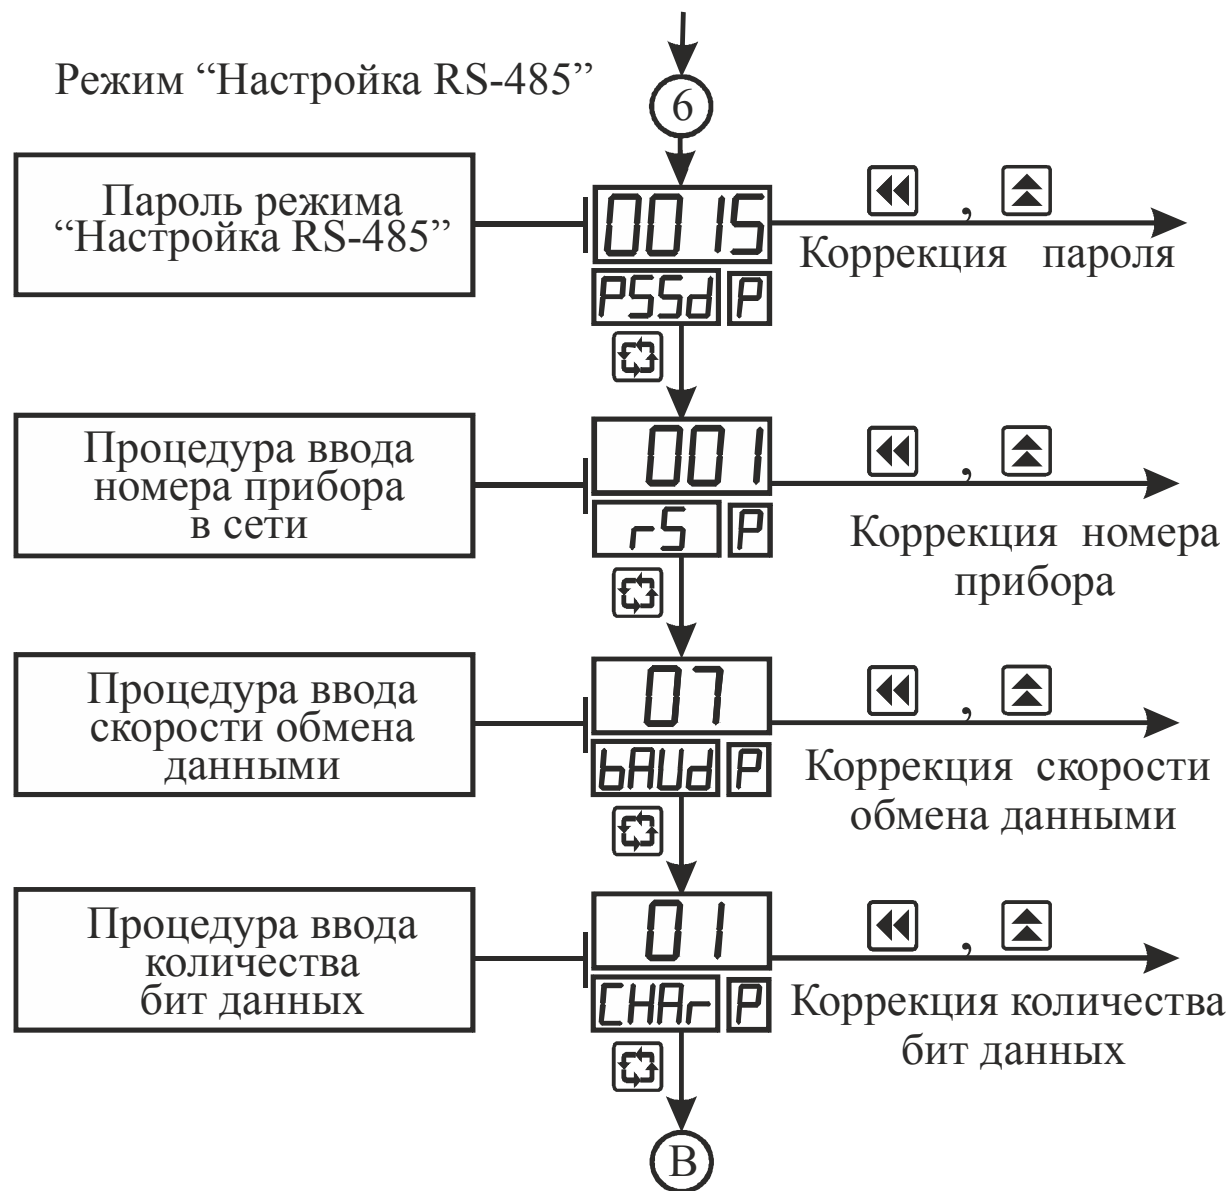 Режим “Настройка RS-485”
6
Пароль режима
“Настройка RS-485”
0015
PSSd P
,
Коррекция пароля
Процедура ввода
номера прибора
в сети
001
rS P
,
Коррекция номера
прибора
Процедура ввода
скорости обмена
данными
07
bAUd P
,
Коррекция скорости
обмена данными
Процедура ввода
количества
бит данных
01
CHAr P
,
Коррекция количества
бит данных
В